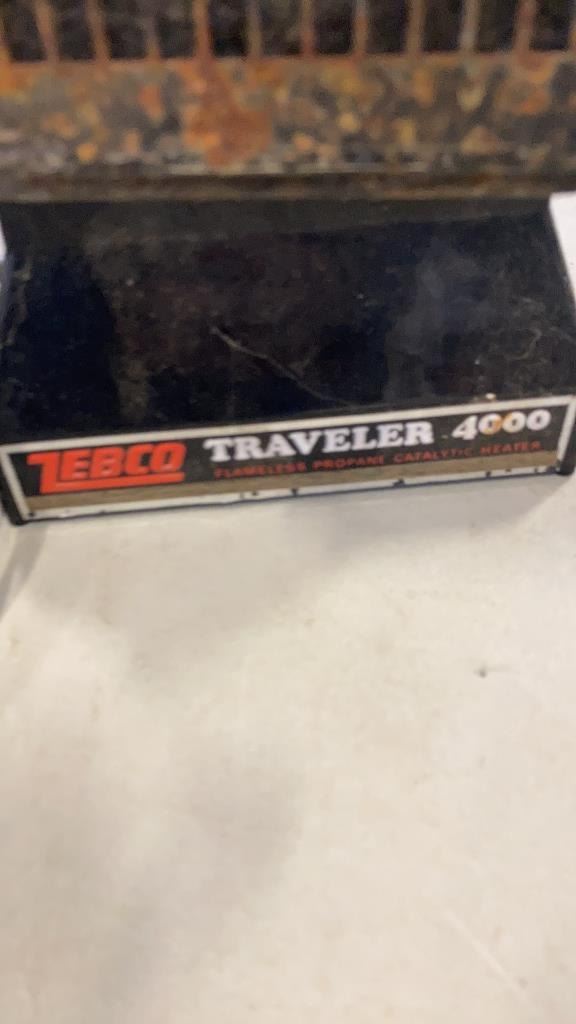 ZEBCO TRAVELER 4000
FLAMELESS PROPANE CATALYTIC HEATER